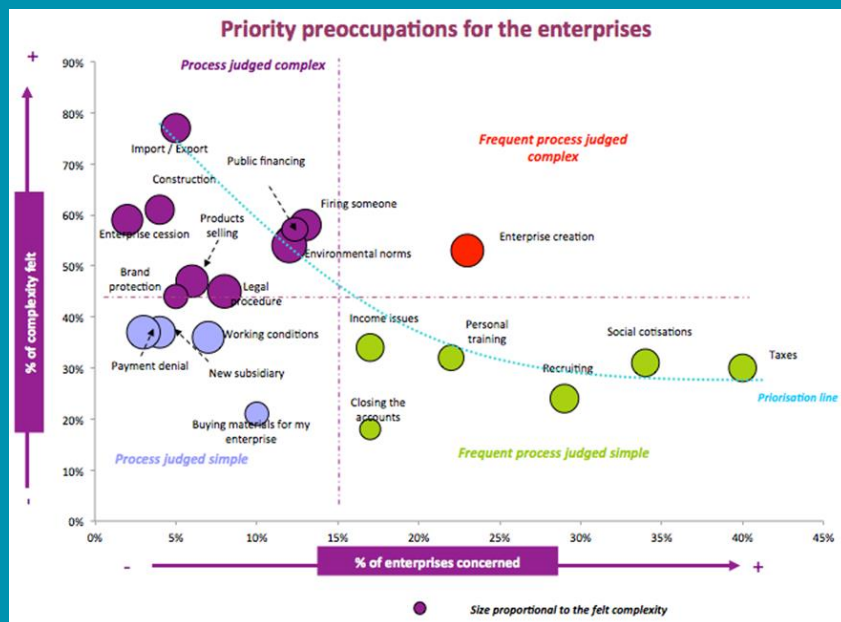 Priority preoccupations for the enterprises
+
90%
Process judged complex
80%
Import / Export
Public financing
Frequent process judged
complex
70%
Construction
Products
selling
Firing someone
60%
Enterprise cession
Enterprise creation
Environmental norms
50%
Brand
protection
Legal
procedure
% of complexity felt
40%
Income issues
Working conditions
Personal
training
Social cotisations
Taxes
Payment denial
New subsidiary
30%
Recruiting
Priorisation line
Closing the
accounts
20%
Buying materials for my
enterprise
Process judged simple
Frequent process judged simple
10%
-
0%
0% 5% 10% 15% 20% 25% 30% 35% 40% 45%
- % of enterprises concerned +
Size proportional to the felt complexity